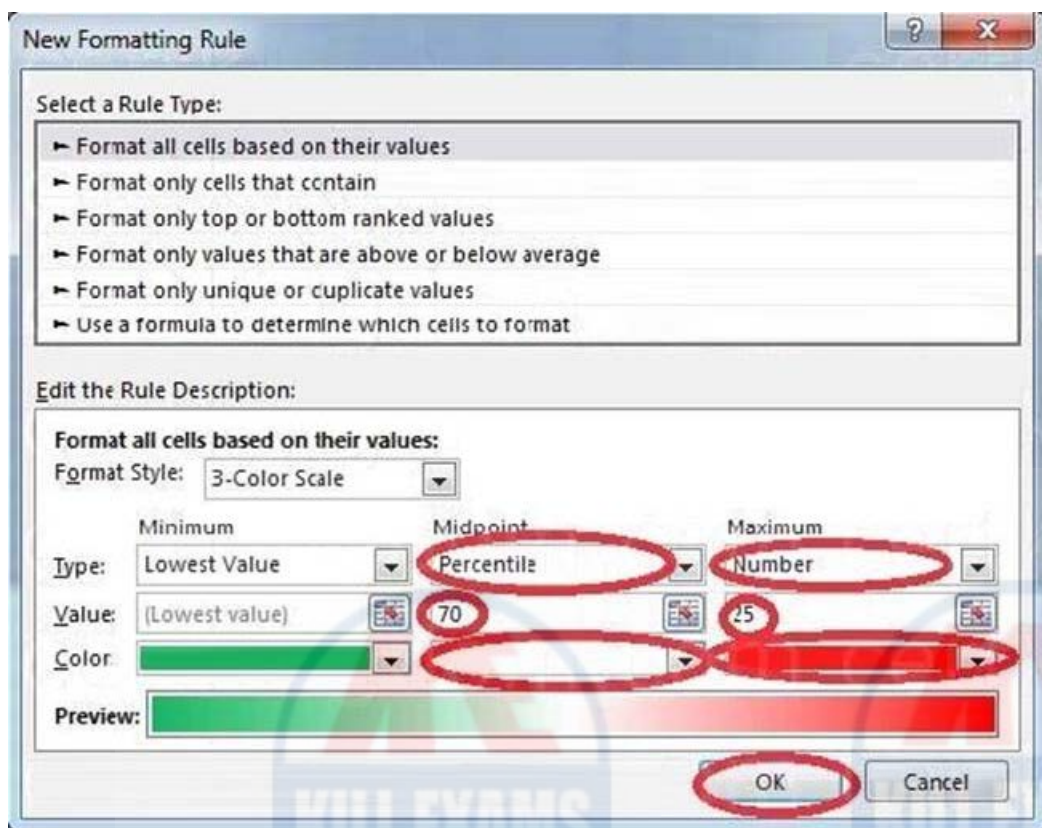 New Formatting Rule
Select a Rule Type:
► Format all cells based on their values
► Format only cells that contain
► Format only top or bottom ranked values
► Format only values that are above or below average
► Format only unique or cuplicate values
► Use a formula to determine which cells to format
Edit the Rule Description:
Format all cells based on their values:
Format Style: 3-Color Scale
Minimum Midpoint Maximum
Type: Lowest Value Percentile Number
Value: (Lowest value) 70 25
Color:
Preview:
OK Cancel
KILL EXAMS